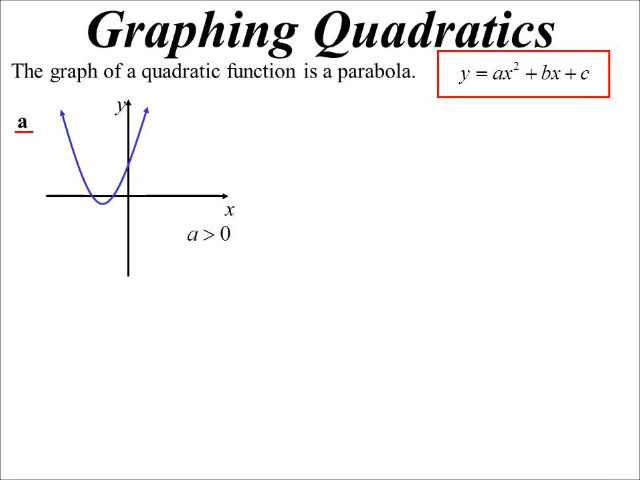 Graphing Quadratics
The graph of a quadratic function is a parabola.
y = ax² + bx + c
a
y
x
a > 0